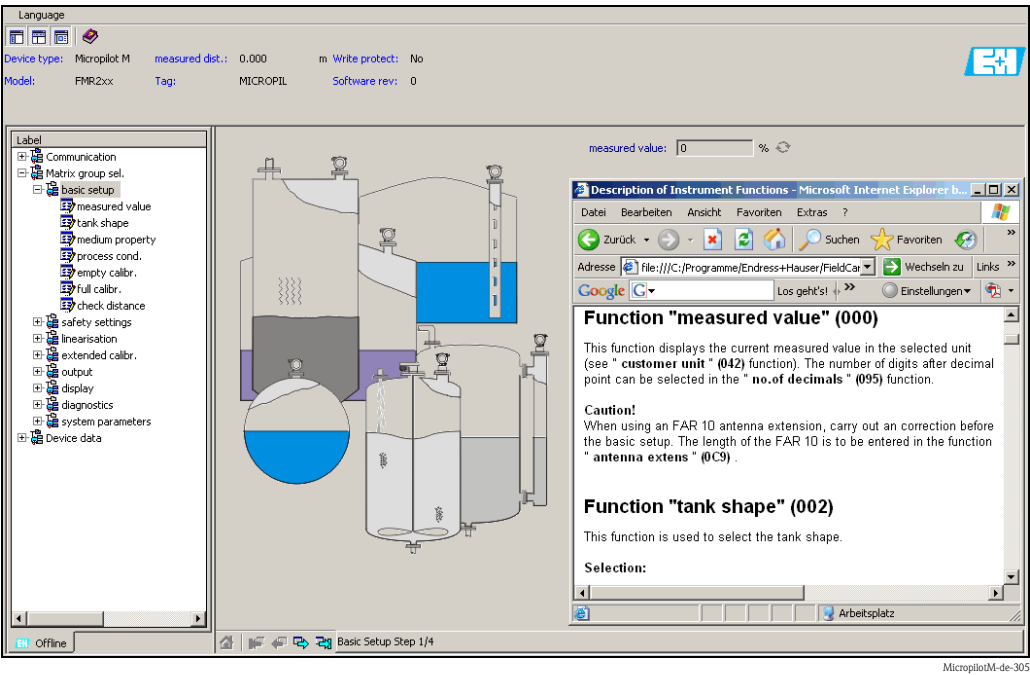 Language
Device type: Micropilot M measured dist.: 0.000 m Write protect: No
Model: FMR2xx Tag: MICROPIL Software rev: 0
E+H
Label
Communication
Matrix group sel.
basic setup
measured value
tank shape
medium property
process cond.
empty calibr.
full calibr.
check distance
safety settings
linearisation
extended calibr.
output
display
diagnostics
system parameters
Device data
Offline
measured value: 0 %
Description of Instrument Functions - Microsoft Internet Explorer b...
Datei Bearbeiten Ansicht Favoriten Extras ?
Zurück Suchen Favoriten »
Adresse file:///C:/Programme/Endress+Hauser/FieldCar Wechseln zu Links »
Google G Los geht's! » Einstellungen
Function "measured value" (000)
This function displays the current measured value in the selected unit
(see " customer unit " (042) function). The number of digits after decimal
point can be selected in the " no.of decimals " (095) function.
Caution!
When using an FAR 10 antenna extension, carry out an correction before
the basic setup. The length of the FAR 10 is to be entered in the function
" antenna extens " (0C9) .
Function "tank shape" (002)
This function is used to select the tank shape.
Selection:
Arbeitsplatz
Basic Setup Step 1/4
MicropilotM-de-305